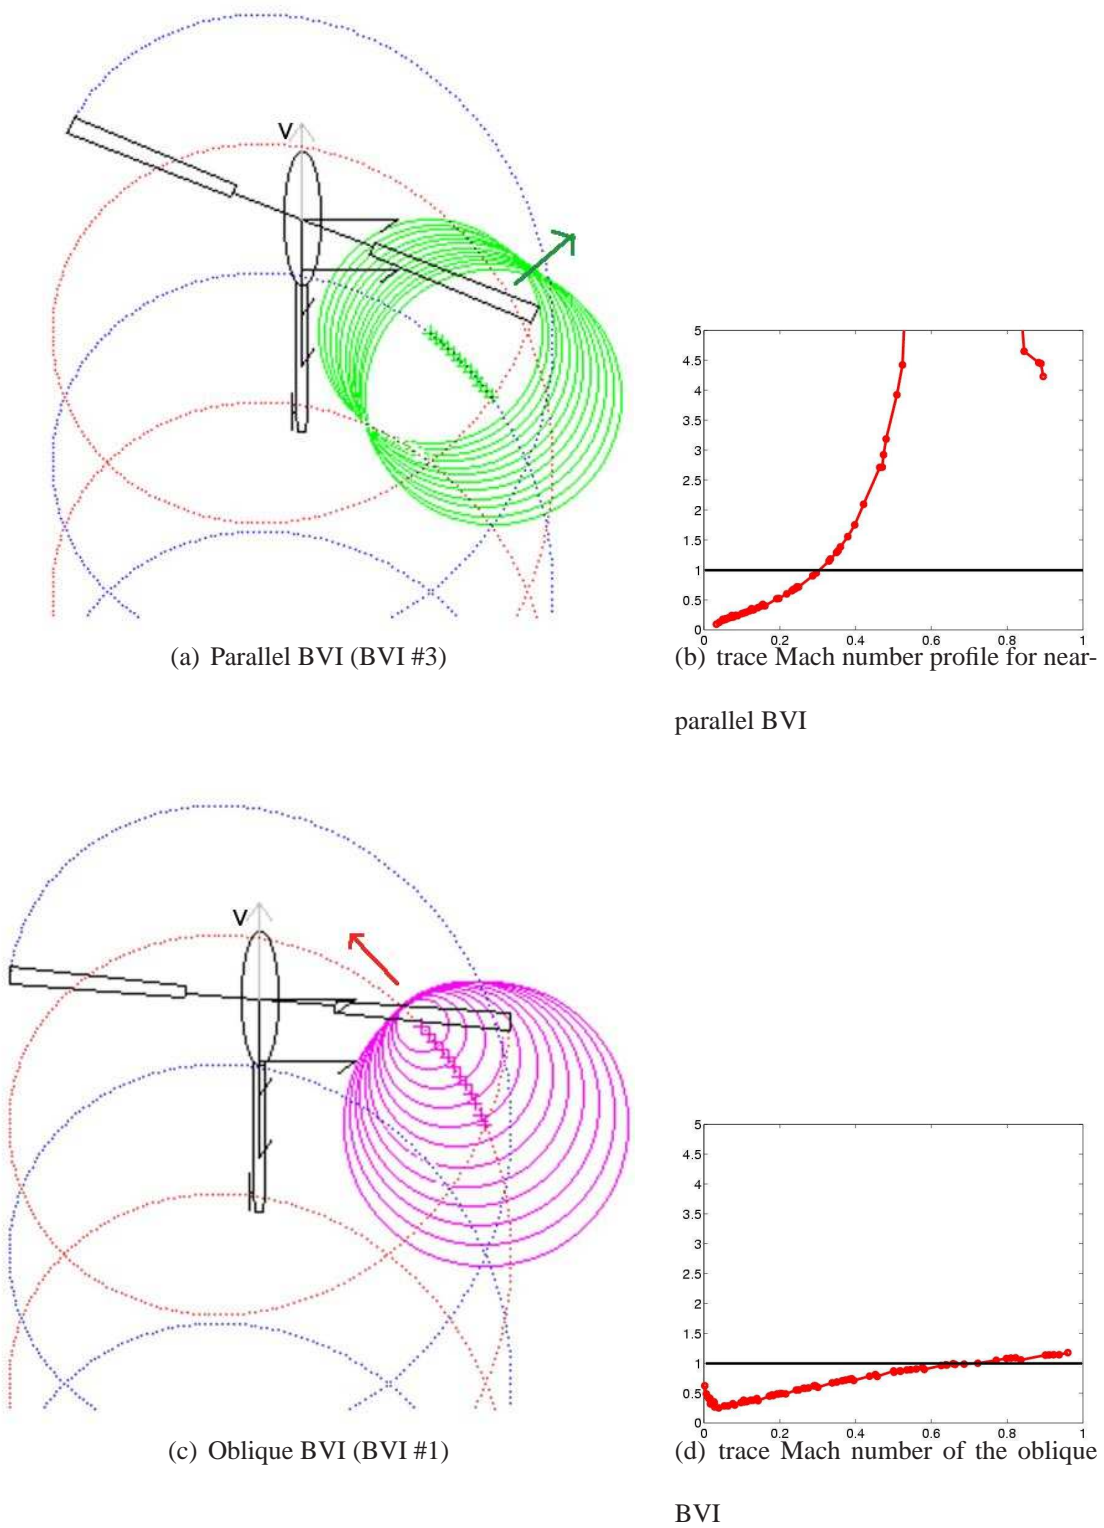 V
5
4.5
4
3.5
3
2.5
2
1.5
1
0.5
0
0 0.2 0.4 0.6 0.8 1
(a) Parallel BVI (BVI #3)
(b) trace Mach number profile for near-
parallel BVI
V
5
4.5
4
3.5
3
2.5
2
1.5
1
0.5
0
0 0.2 0.4 0.6 0.8 1
(c) Oblique BVI (BVI #1)
(d) trace Mach number of the oblique
BVI